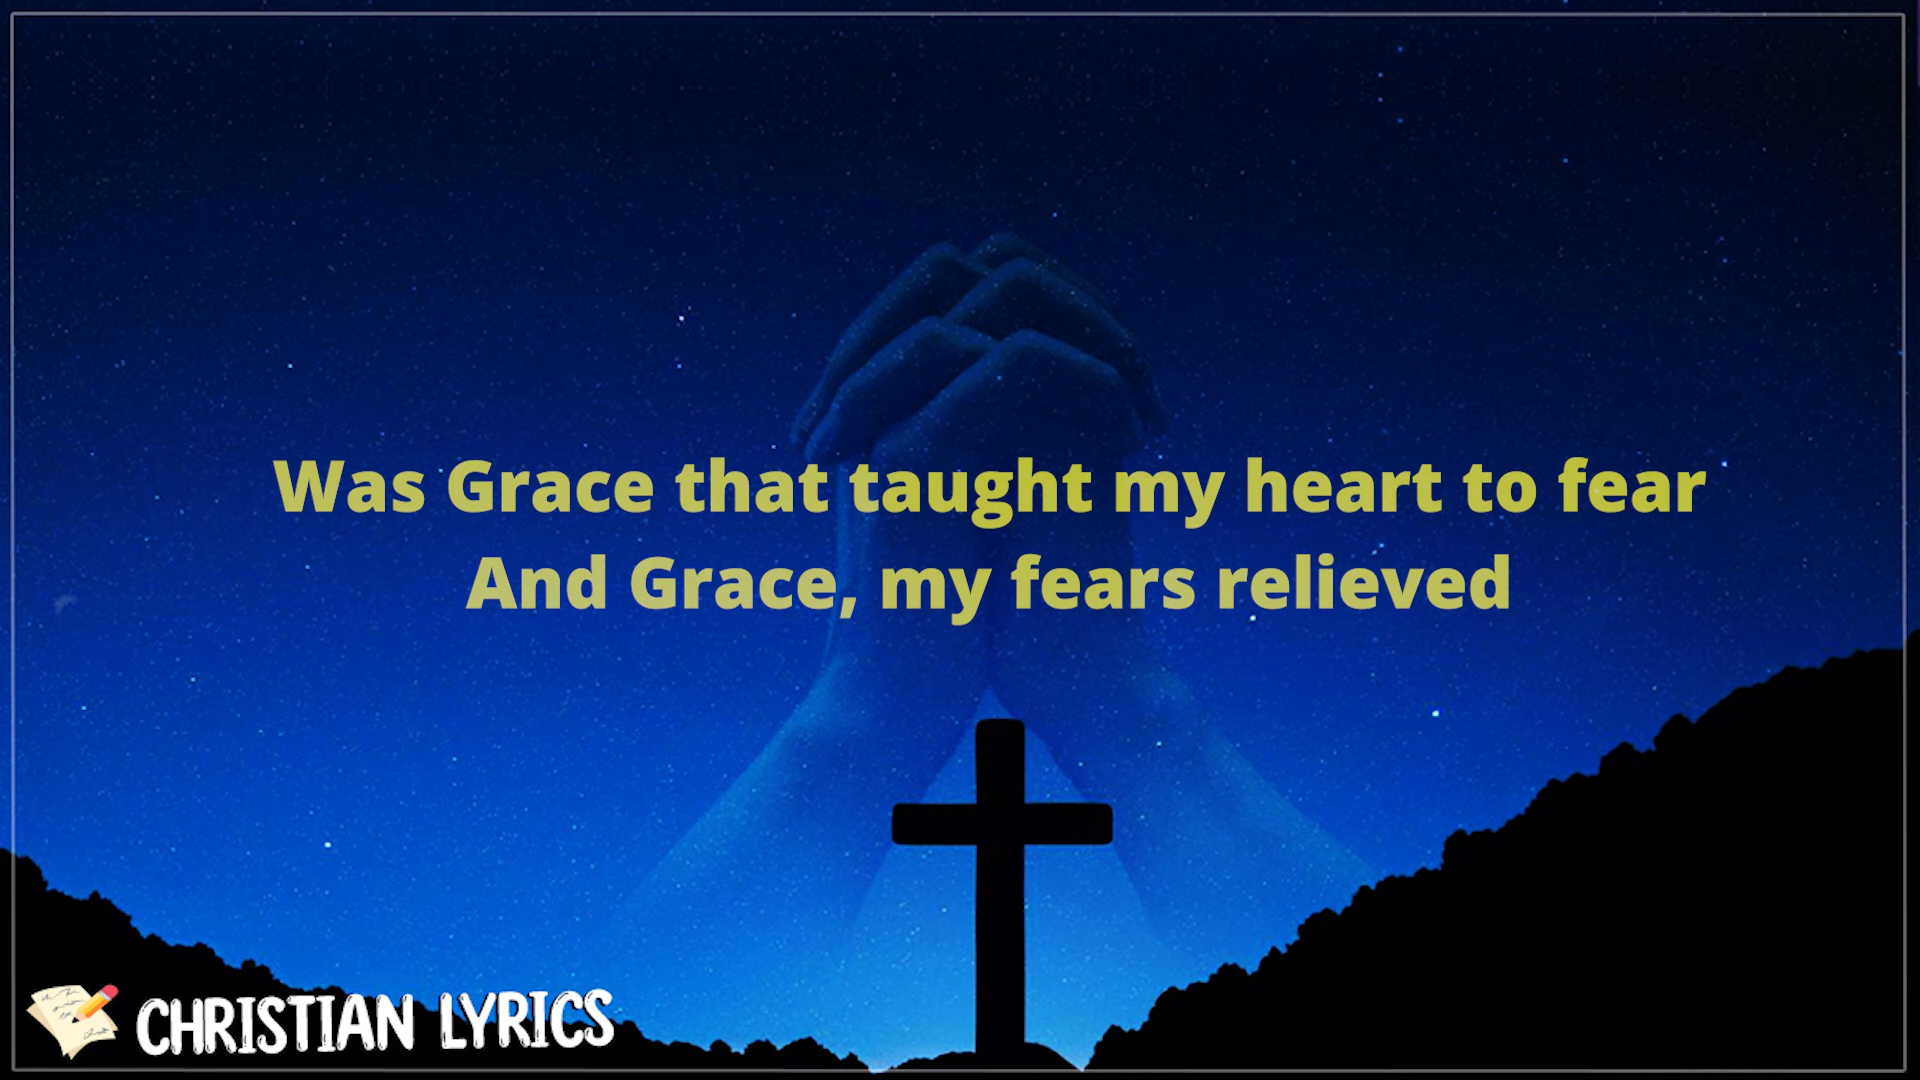 Was Grace that taught my heart to fear
And Grace, my fears relieved
CHRISTIAN LYRICS